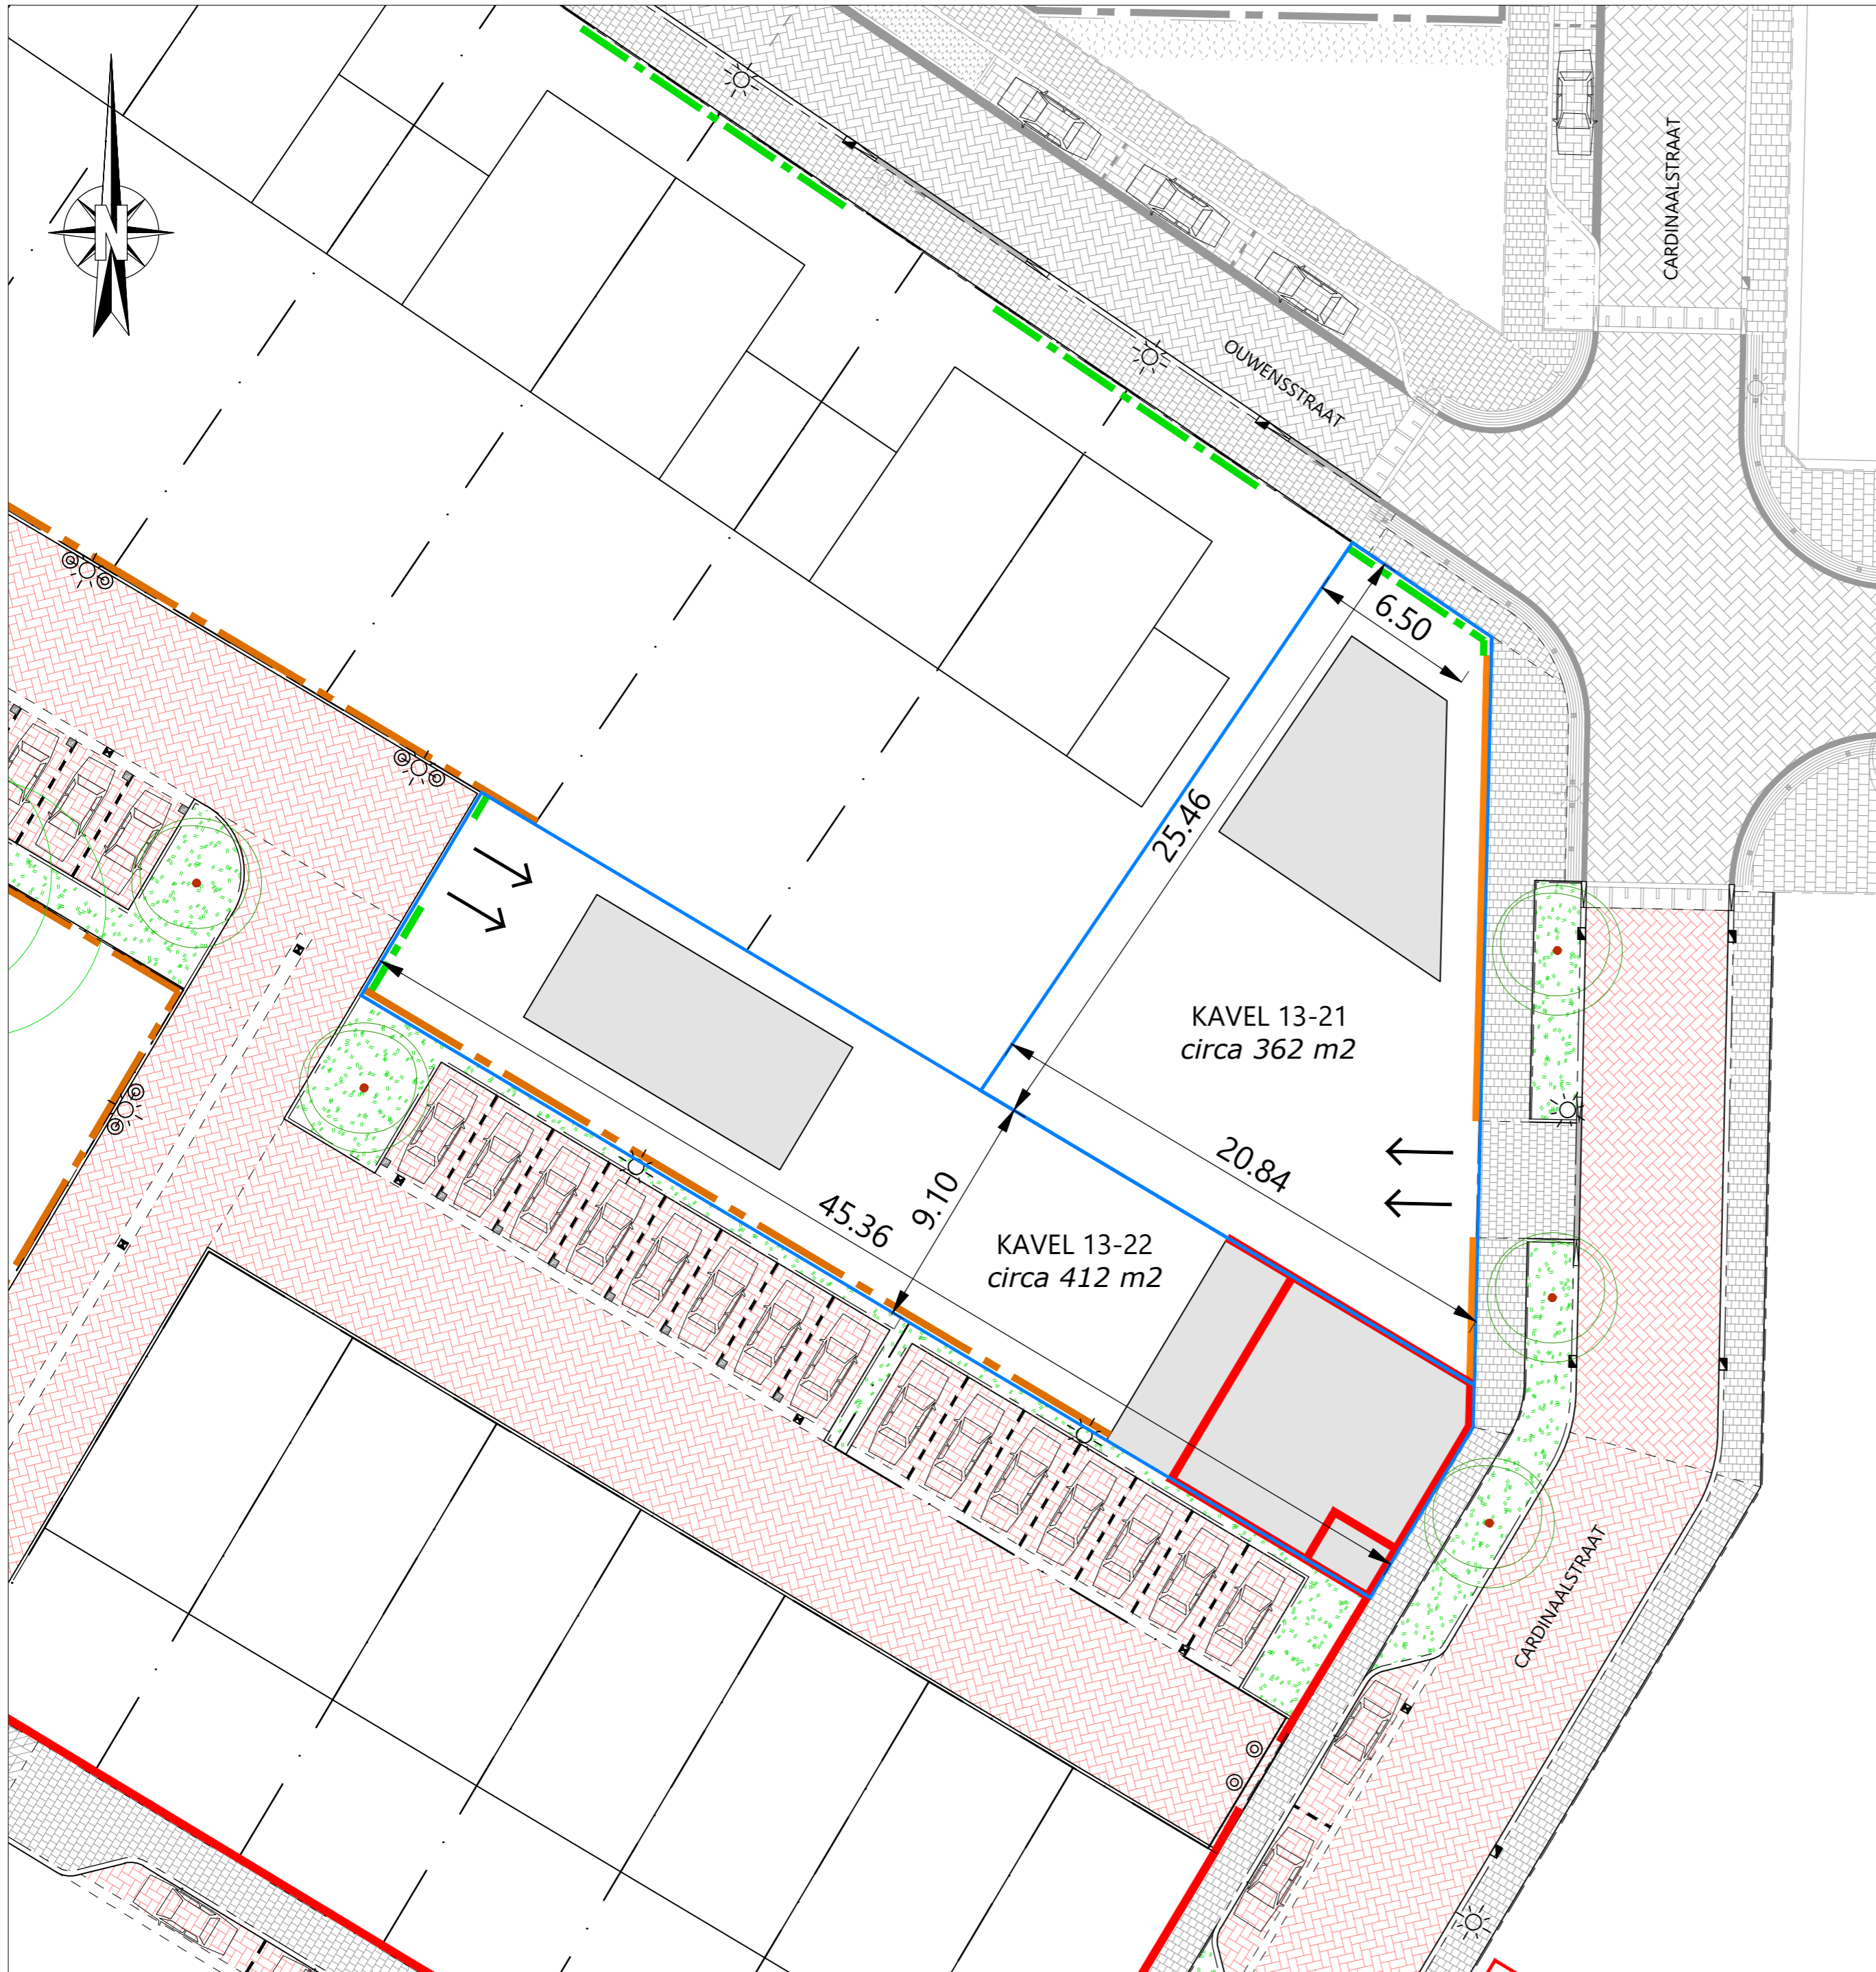 N
CARDINAALSTRAAT
OUWENSSTRAAT
6.50
25.46
KAVEL 13-21
circa 362 m2
20.84
9.10
45.36
KAVEL 13-22
circa 412 m2
CARDINAALSTRAAT